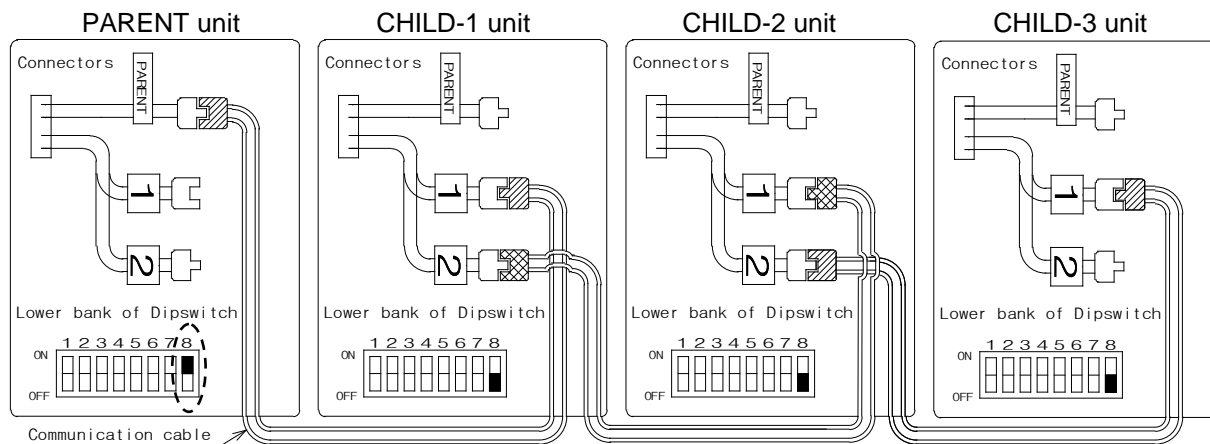 PARENT unit
CHILD-1 unit
CHILD-2 unit
CHILD-3 unit
Connectors
PARENT
1
2
Lower bank of Dipswitch
1 2 3 4 5 6 7 8
ON
OFF
Communication cable
Connectors
PARENT
1
2
Lower bank of Dipswitch
1 2 3 4 5 6 7 8
ON
OFF
Connectors
PARENT
1
2
Lower bank of Dipswitch
1 2 3 4 5 6 7 8
ON
OFF
Connectors
PARENT
1
2
Lower bank of Dipswitch
1 2 3 4 5 6 7 8
ON
OFF